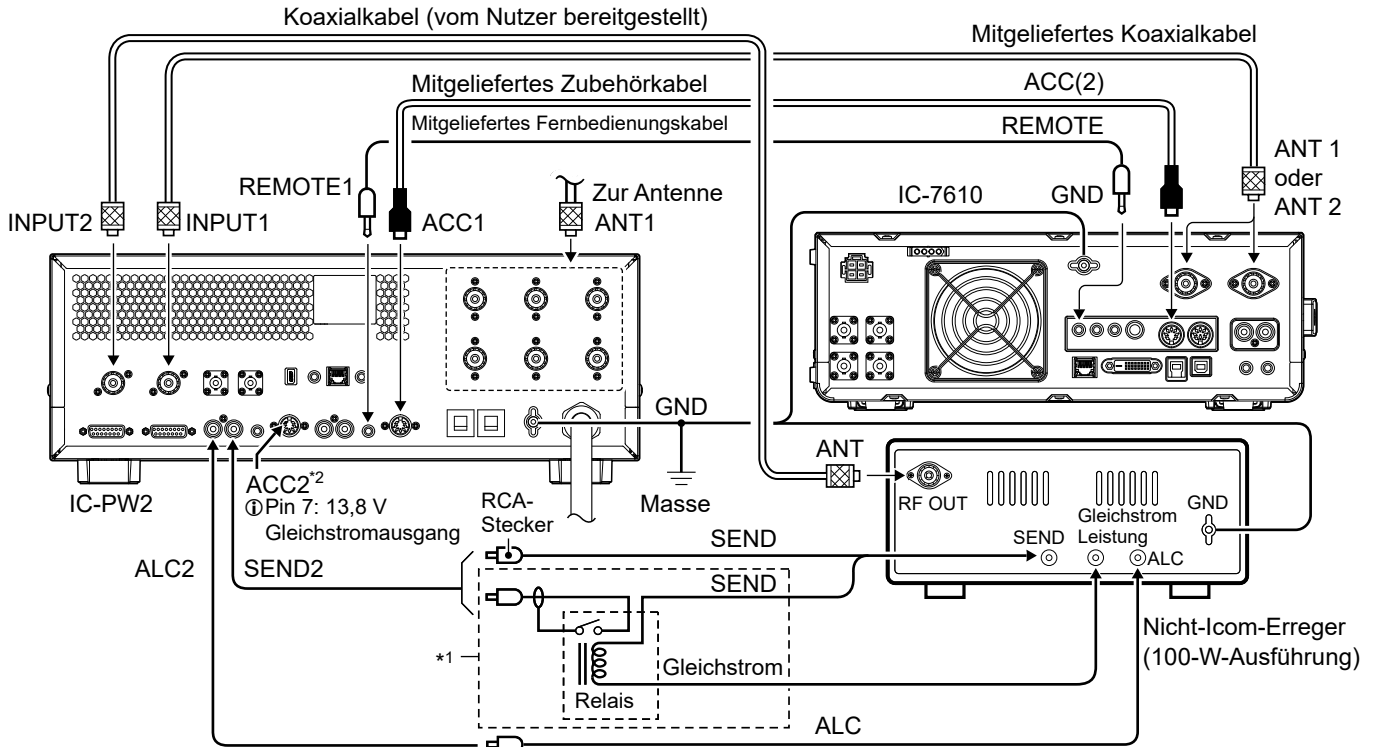 Koaxialkabel (vom Nutzer bereitgestellt)
Mitgeliefertes Koaxialkabel
Mitgeliefertes Zubehörkabel
ACC(2)
Mitgeliefertes Fernbedienungskabel
REMOTE
ANT 1
oder
ANT 2
REMOTE1
Zur Antenne
IC-7610
GND
INPUT2
INPUT1
ACC1
ANT1
GND
ANT
IC-PW2
ACC2*2
ⓘPin 7: 13,8 V
Gleichstromausgang
RCA-
Stecker
Masse
RF OUT
Gleichstrom
Leistung
GND
SEND
ALC
ALC2
SEND2
SEND
SEND
*1
Gleichstrom
Relais
Nicht-Icom-Erreger
(100-W-Ausführung)
ALC